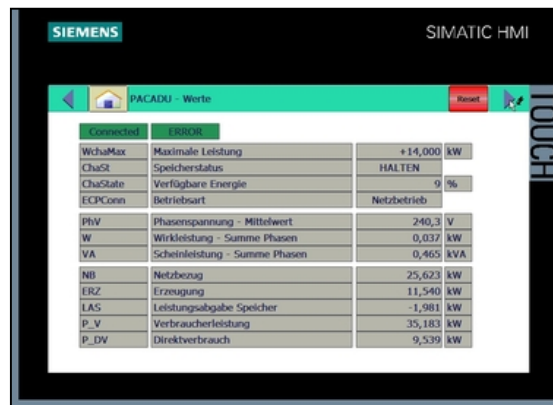 SIEMENS SIMATIC HMI
TOUCH
PACADU - Werte Reset
Connected ERROR
WchaMax Maximale Leistung +14,000 kW
ChaSt Speicherstatus HALTEN
ChaState Verfügbare Energie 9 %
ECPConn Betriebsart Netzbetrieb
PhV Phasenspannung - Mittelwert 240,3 V
W Wirkleistung - Summe Phasen 0,037 kW
VA Scheinleistung - Summe Phasen 0,465 kVA
NB Netzbezug 25,623 kW
ERZ Erzeugung 11,540 kW
LAS Leistungsabgabe Speicher -1,981 kW
P_V Verbraucherleistung 35,183 kW
P_DV Direktverbrauch 9,539 kW